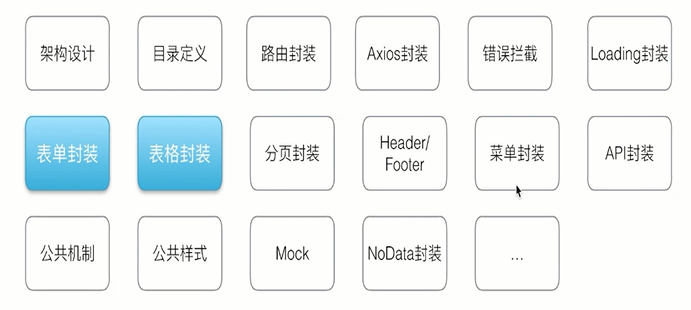 架构设计
目录定义
路由封装
Axios封装
错误拦截
Loading封装
表单封装
表格封装
分页封装
Header/
Footer
菜单封装
API封装
公共机制
公共样式
Mock
NoData封装
...